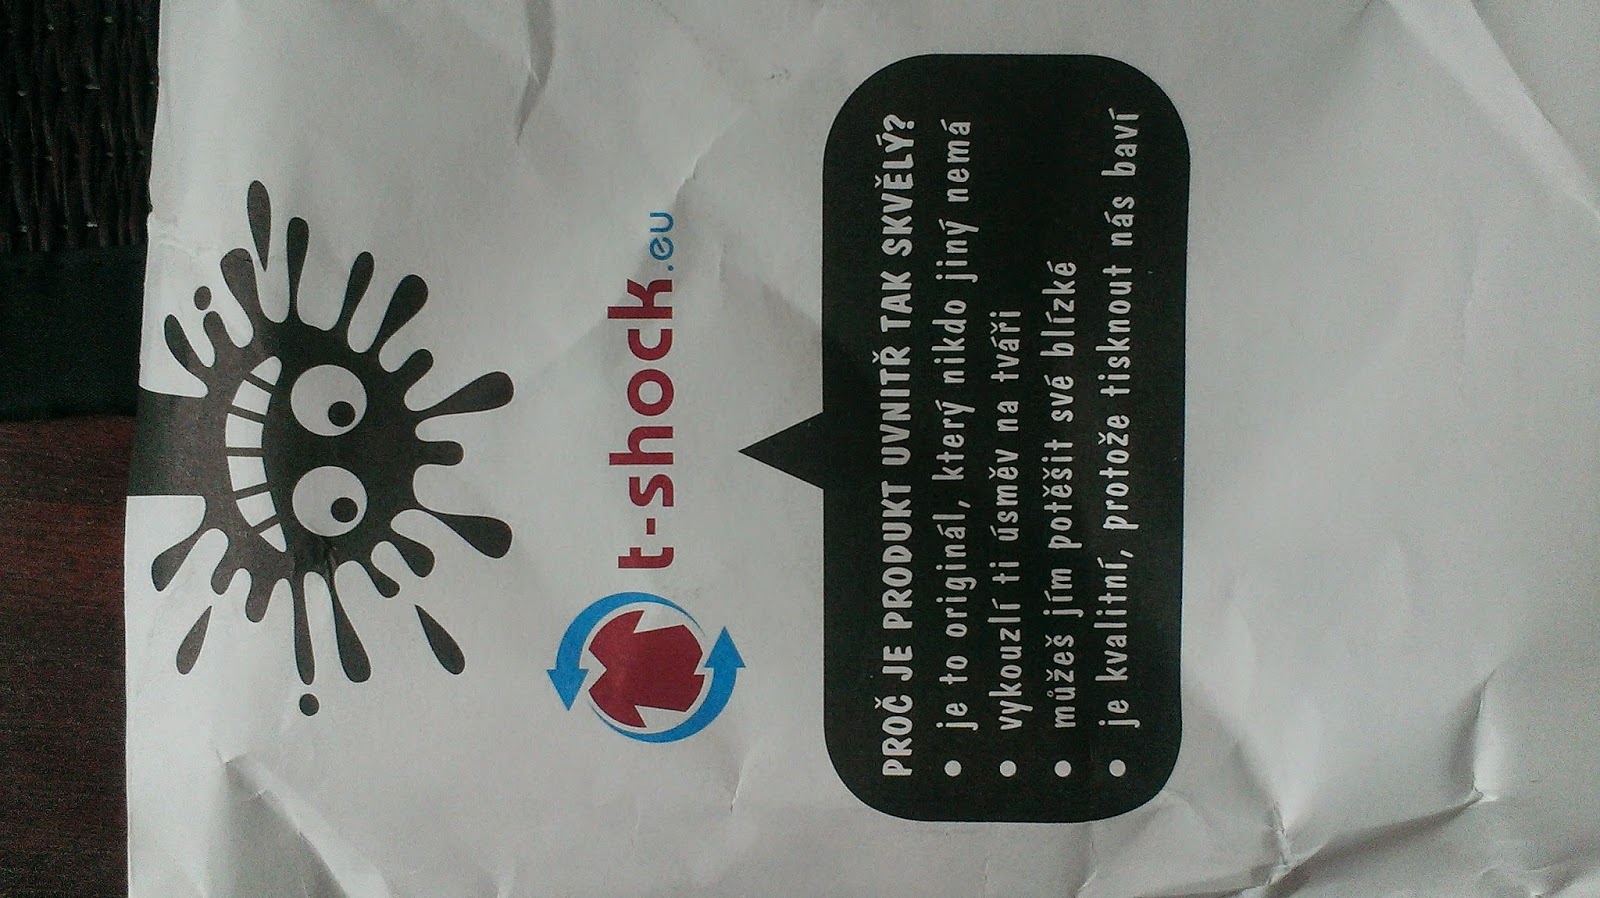 t-shock.eu
PROČ JE PRODUKT UVNITŘ TAK SKVĚLÝ?
• je to originál, který nikdo jiný nemá
• vykouzlí ti úsměv na tváři
• můžeš jím potěšit své blízké
• je kvalitní, protože tisknout nás baví